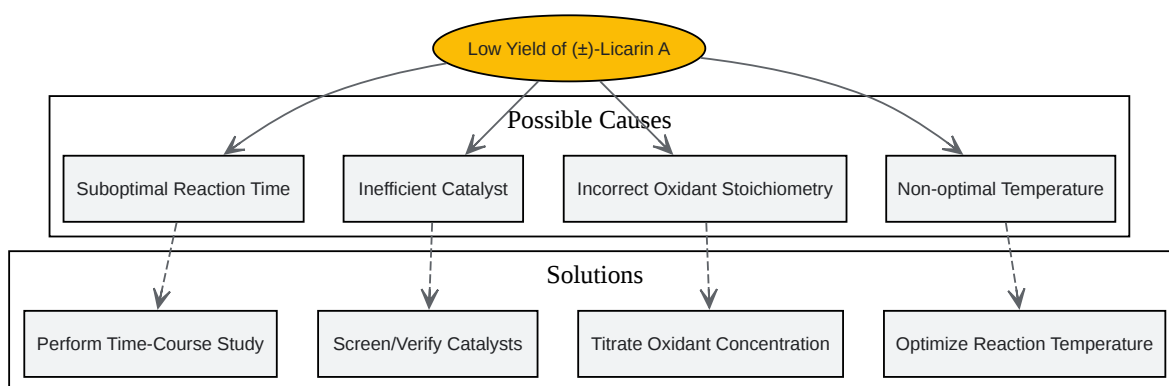 Low Yield of (±)-Licarin A
Possible Causes
Suboptimal Reaction Time
Inefficient Catalyst
Incorrect Oxidant Stoichiometry
Non-optimal Temperature
Solutions
Perform Time-Course Study
Screen/Verify Catalysts
Titrate Oxidant Concentration
Optimize Reaction Temperature